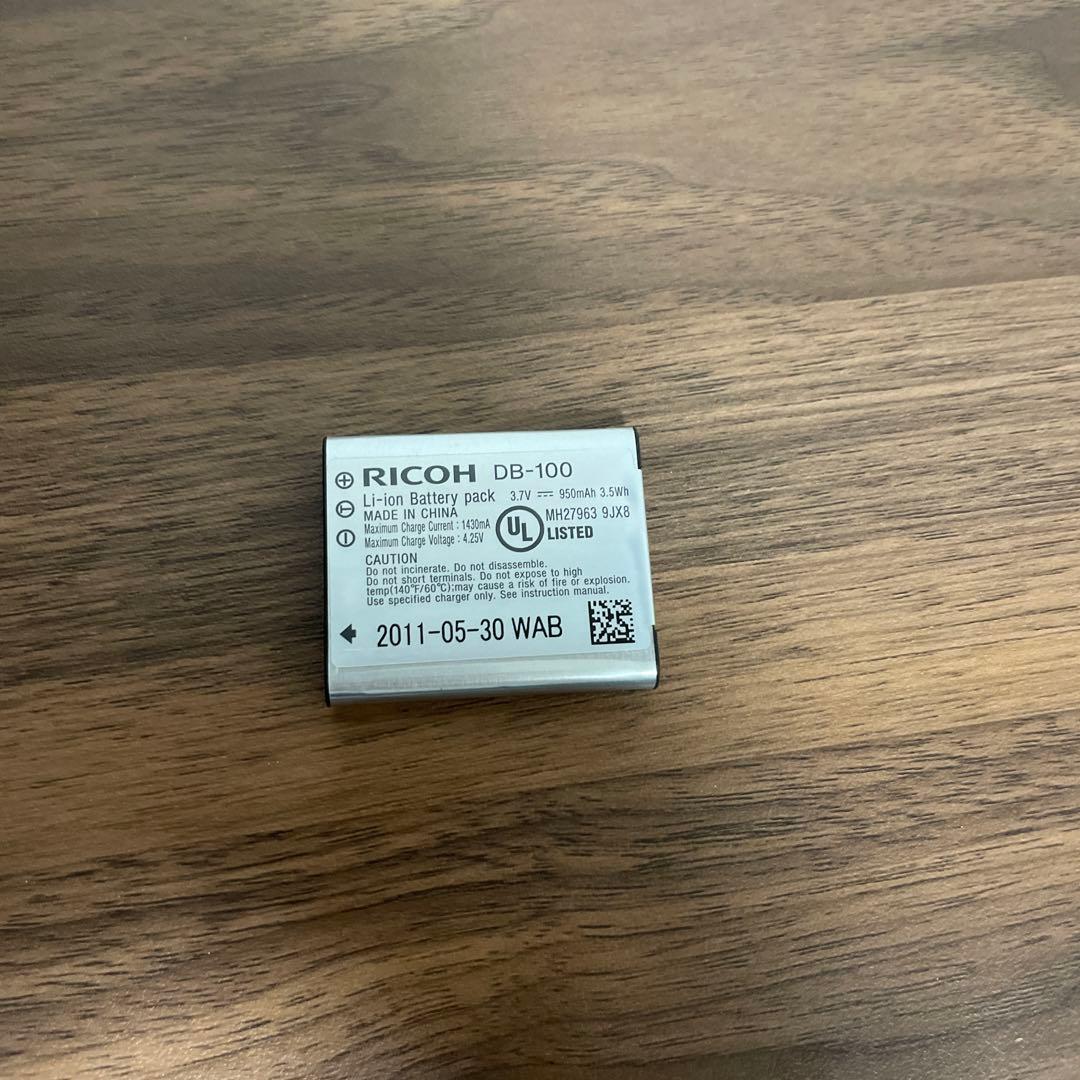 RICOH DB-100
Li-ion Battery pack 3.7V ⎓ 950mAh 3.5Wh
MADE IN CHINA
Maximum Charge Current : 1430mA
Maximum Charge Voltage : 4.25V
UL MH27963 9JX8
LISTED
CAUTION
Do not incinerate. Do not disassemble.
Do not short terminals. Do not expose to high
temp(140°F/60°C);may cause a risk of fire or explosion.
Use specified charger only. See instruction manual.
2011-05-30 WAB